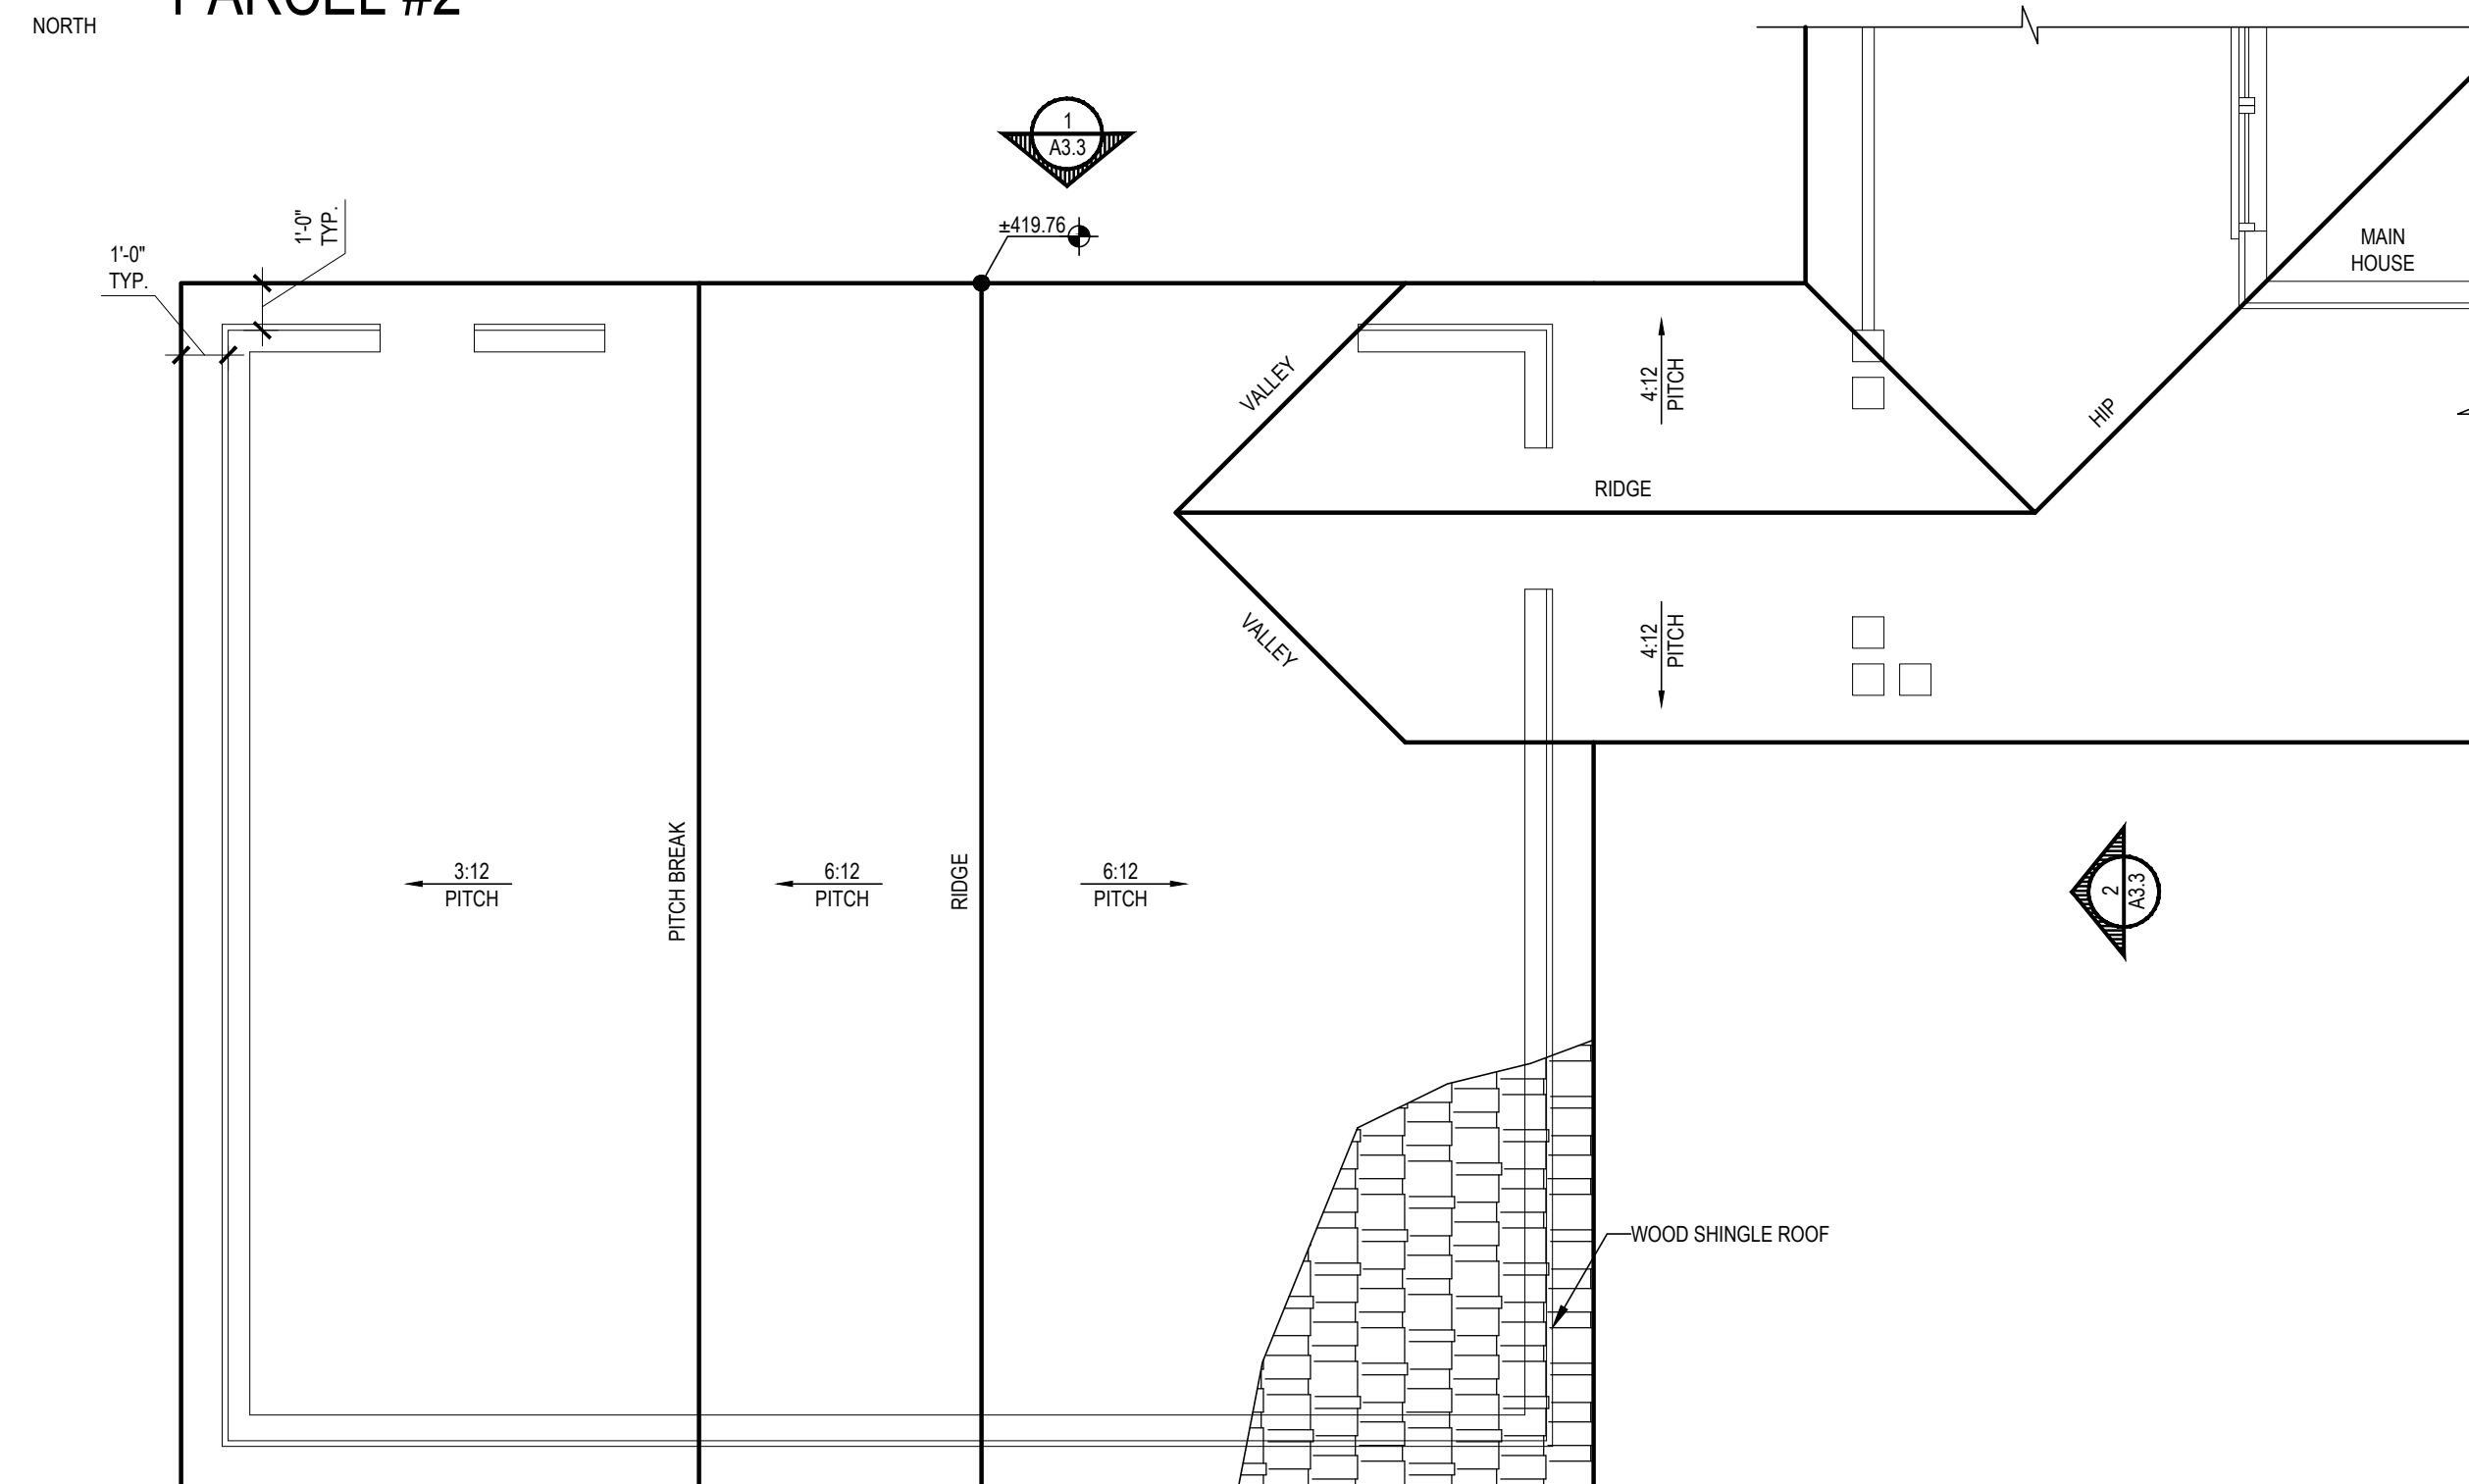 PARCEL #2
NORTH
1
A3.3
±419.76
1'-0"
TYP.
1'-0"
TYP.
MAIN
HOUSE
VALLEY
4:12
PITCH
HIP
RIDGE
VALLEY
4:12
PITCH
PITCH BREAK
RIDGE
3:12
PITCH
6:12
PITCH
6:12
PITCH
2
A3.3
WOOD SHINGLE ROOF